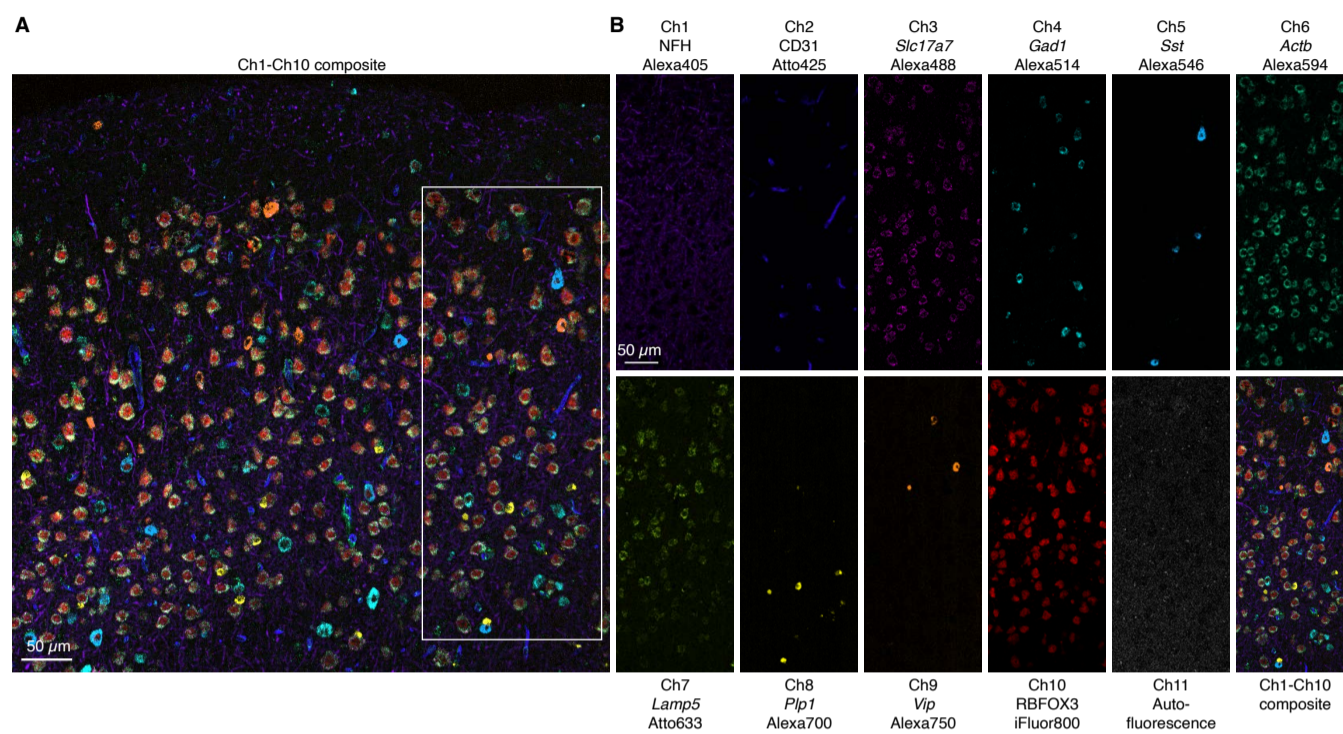 A
Ch1-Ch10 composite
50 µm
B
Ch1
NFH
Alexa405
Ch2
CD31
Atto425
Ch3
Slc17a7
Alexa488
Ch4
Gad1
Alexa514
Ch5
Sst
Alexa546
Ch6
Actb
Alexa594
50 µm
Ch7
Lamp5
Atto633
Ch8
Plp1
Alexa700
Ch9
Vip
Alexa750
Ch10
RBFOX3
iFluor800
Ch11
Auto-
fluorescence
Ch1-Ch10
composite